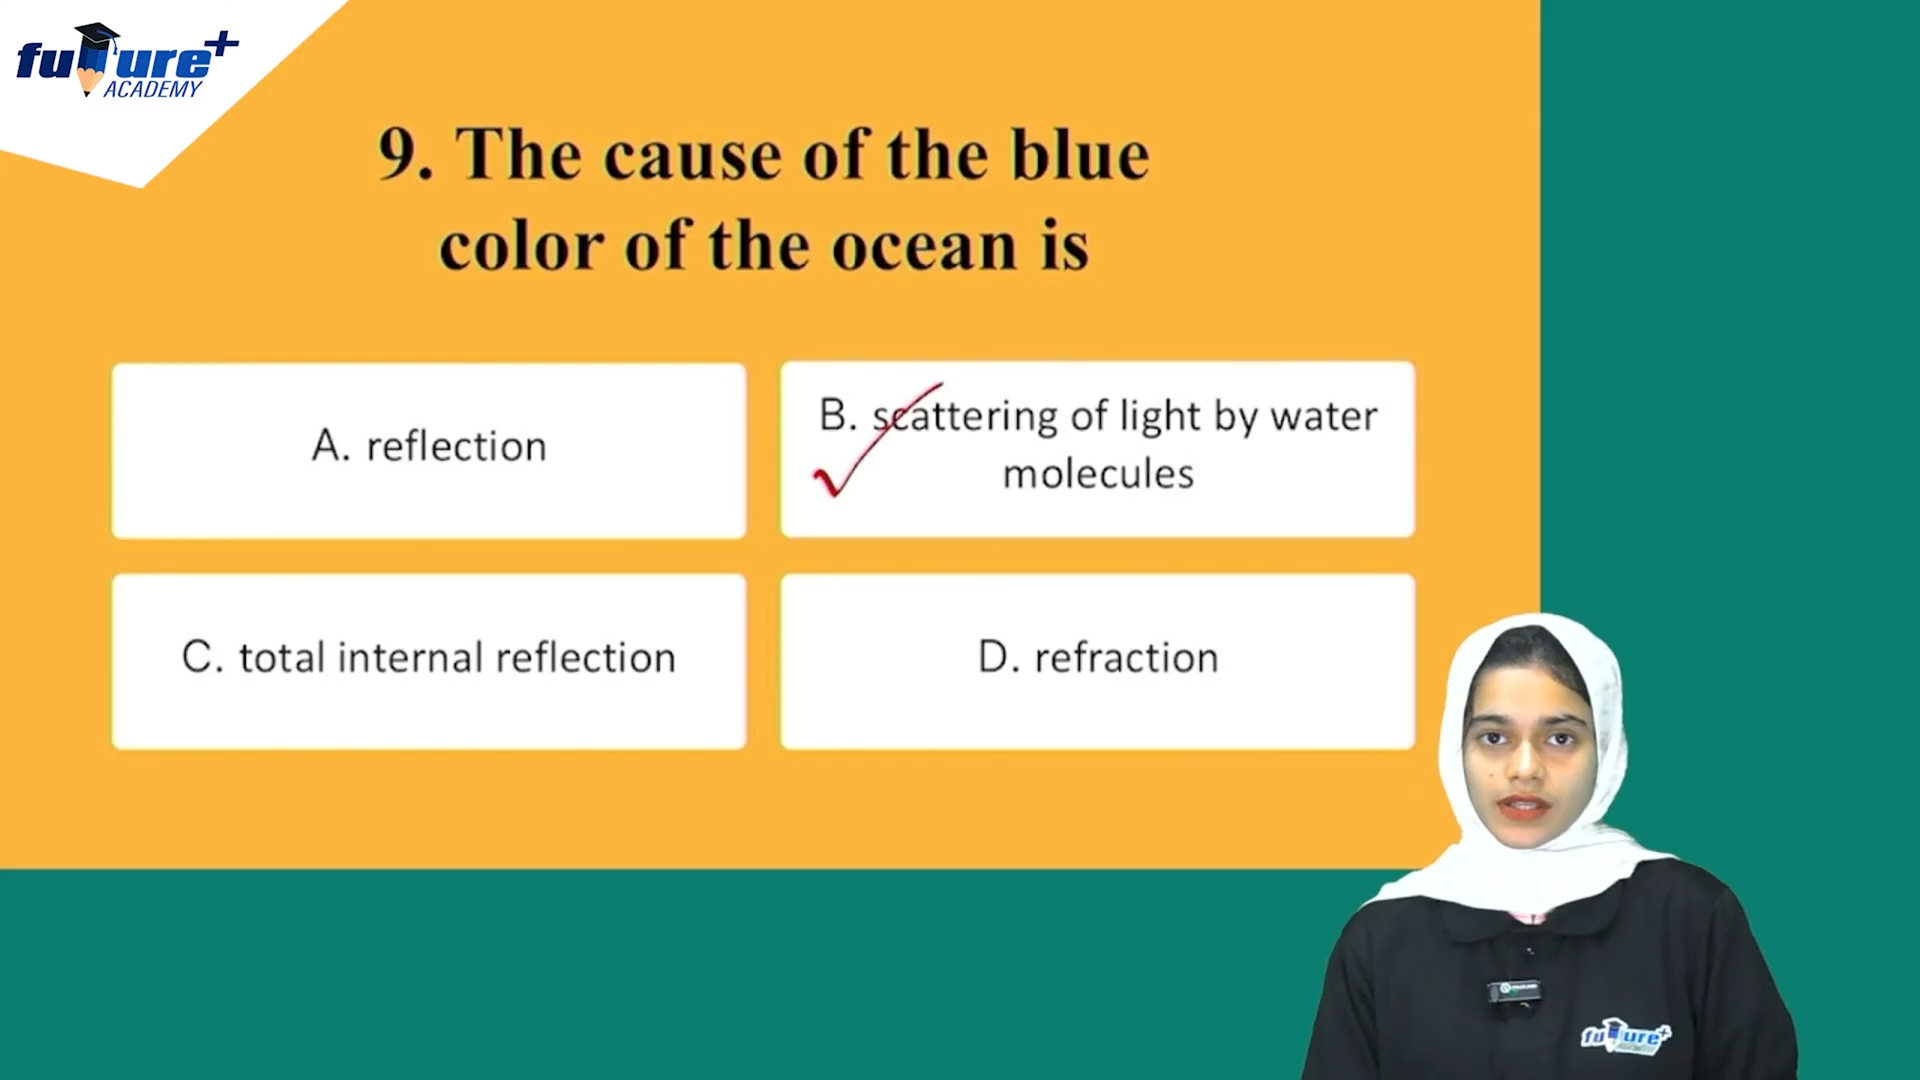 future+
ACADEMY
9. The cause of the blue
color of the ocean is
A. reflection
B. scattering of light by water
molecules
C. total internal reflection
D. refraction
future+